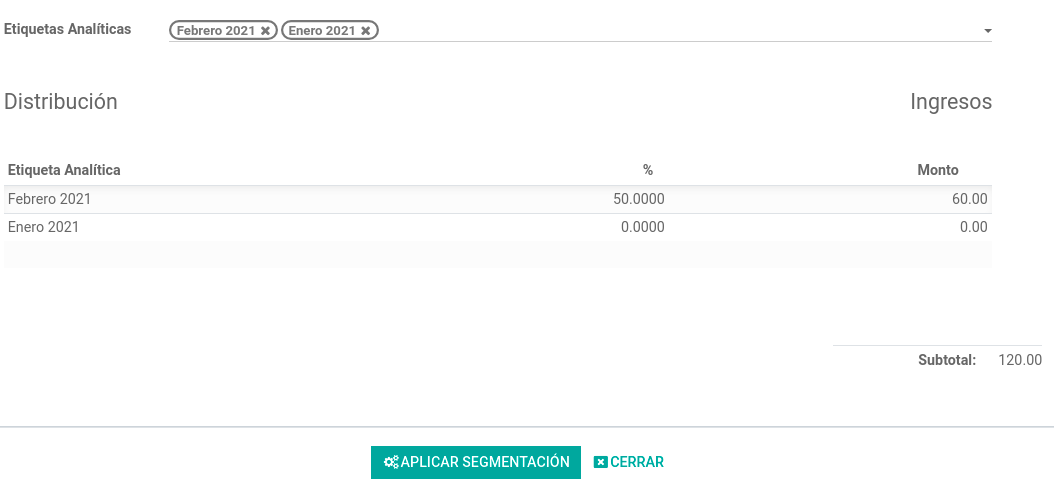 Etiquetas Analíticas Febrero 2021 Enero 2021
Distribución Ingresos
Etiqueta Analítica % Monto
Febrero 2021 50.0000 60.00
Enero 2021 0.0000 0.00
Subtotal: 120.00
APLICAR SEGMENTACIÓN CERRAR